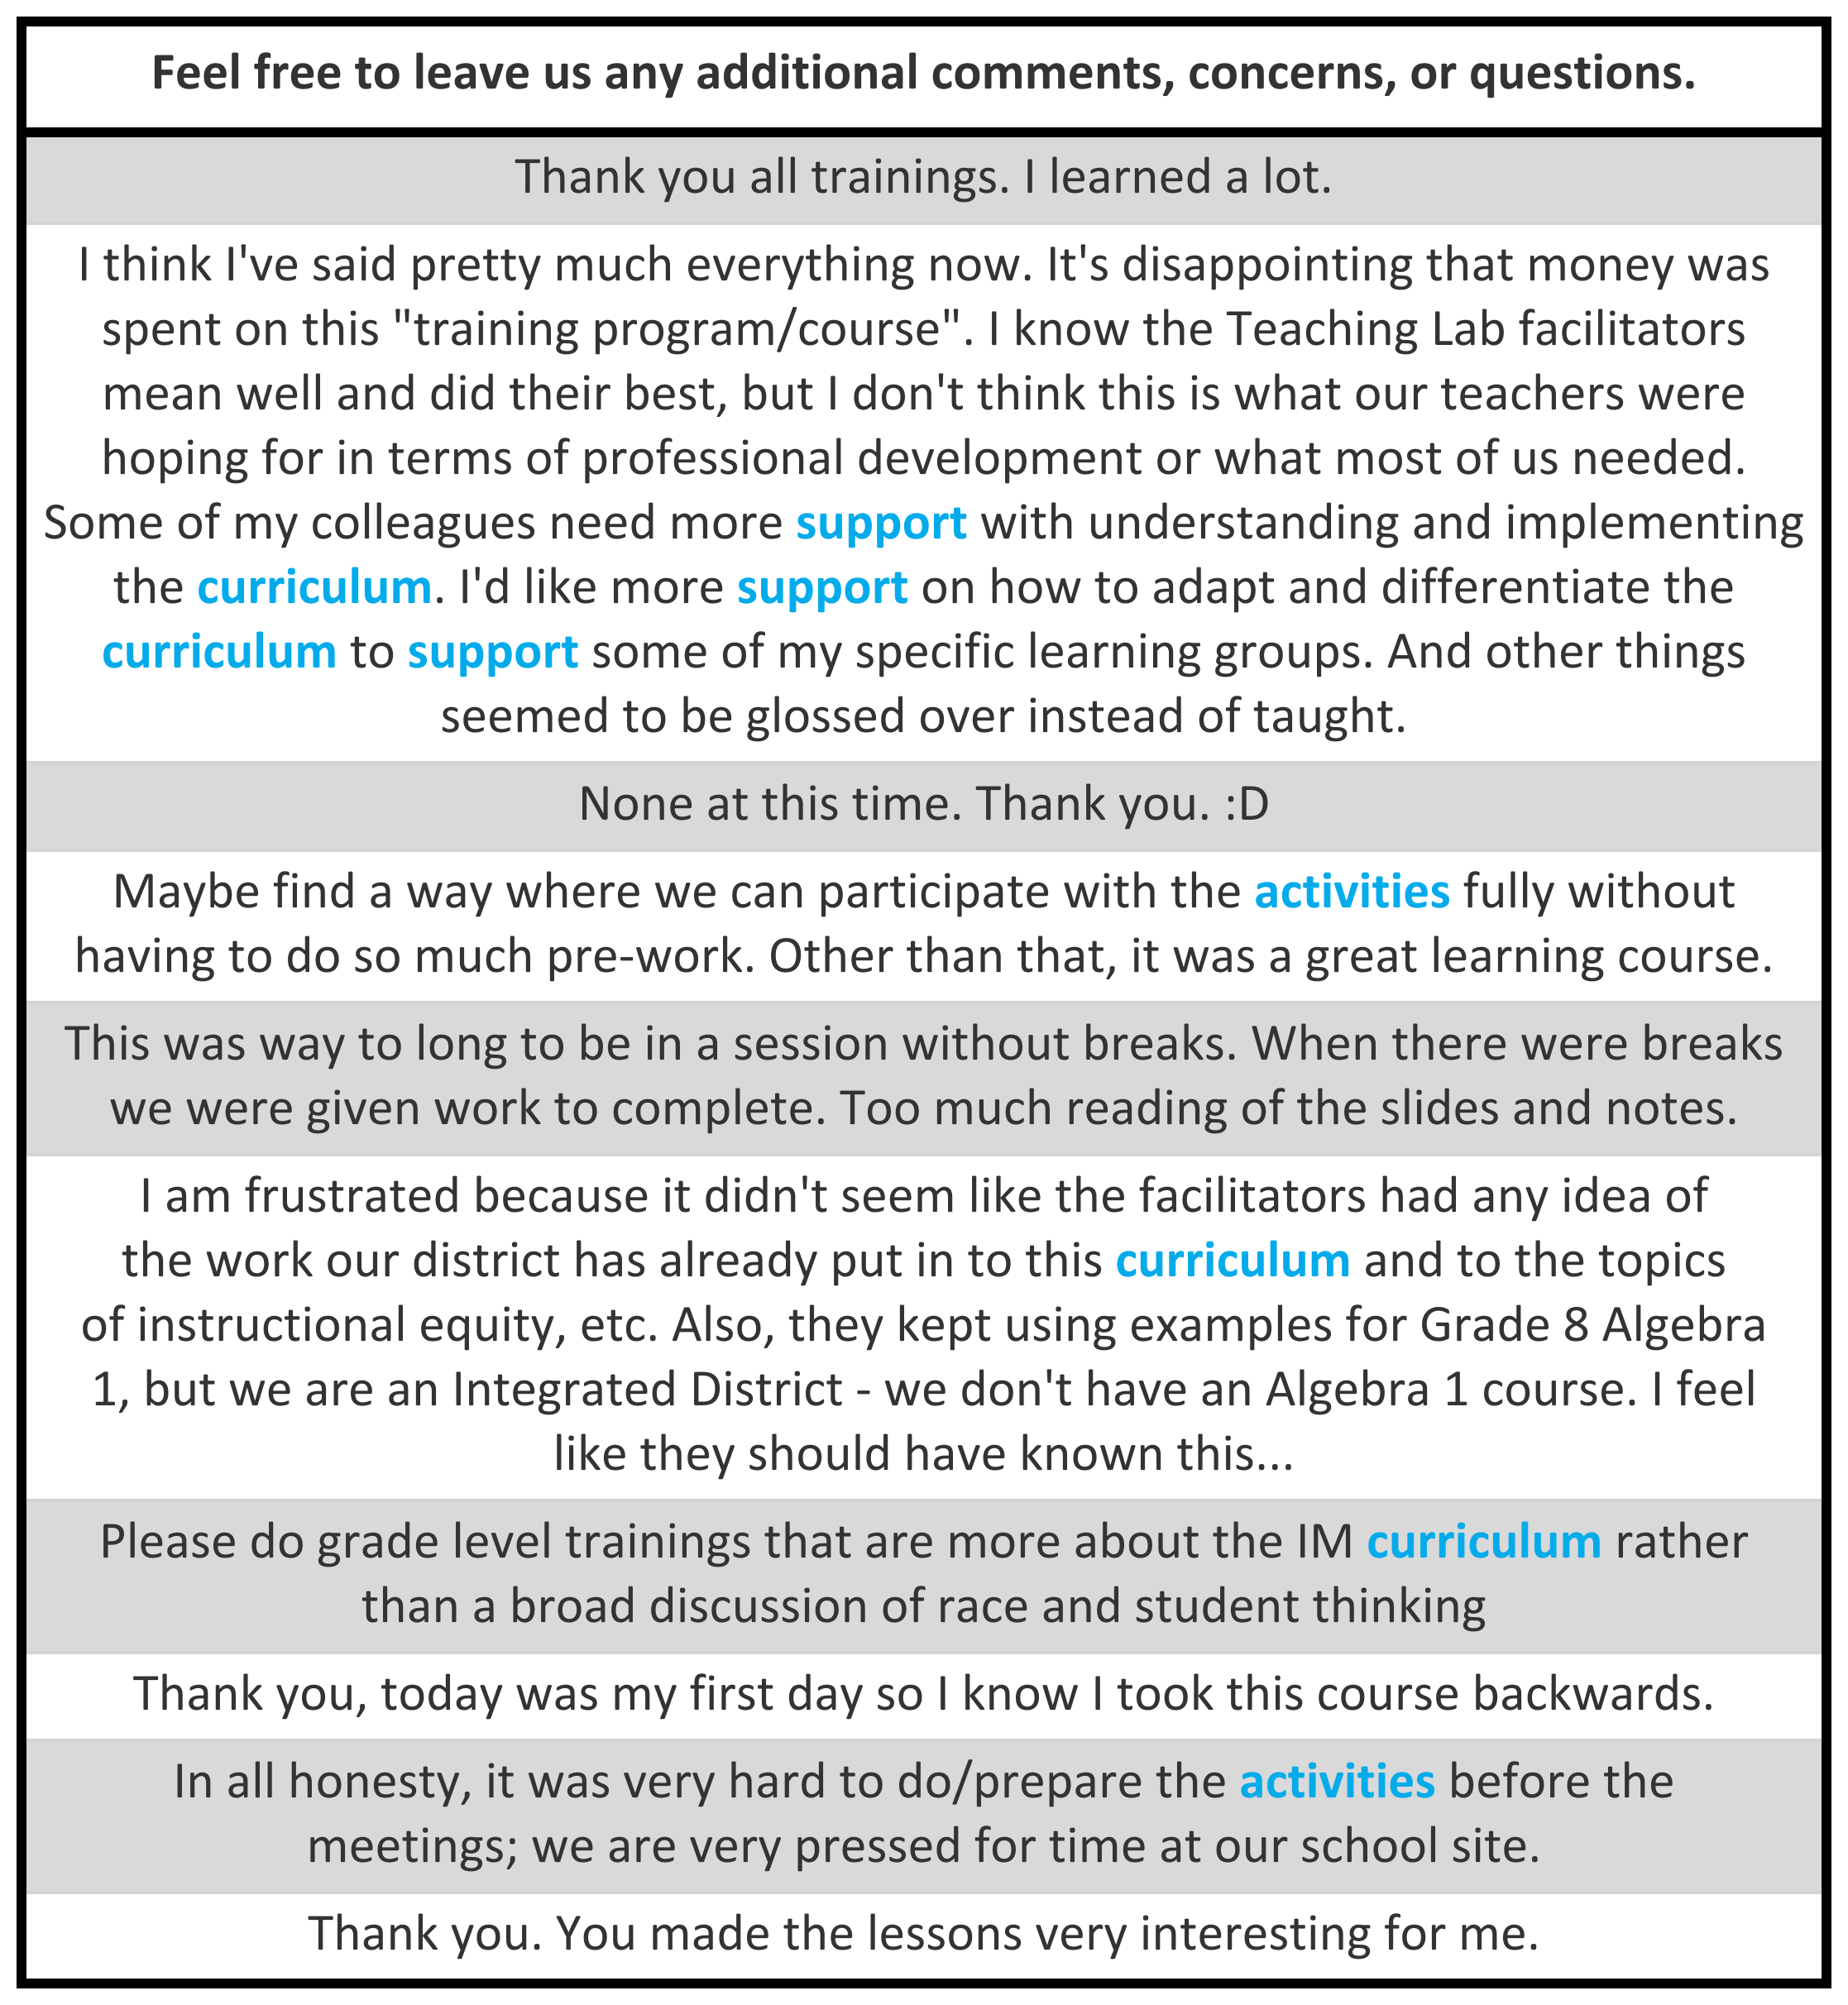 Feel free to leave us any additional comments, concerns, or questions.
Thank you all trainings. I learned a lot.
I think I've said pretty much everything now. It's disappointing that money was
spent on this "training program/course". I know the Teaching Lab facilitators
mean well and did their best, but I don't think this is what our teachers were
hoping for in terms of professional development or what most of us needed.
Some of my colleagues need more support with understanding and implementing
the curriculum. I'd like more support on how to adapt and differentiate the
curriculum to support some of my specific learning groups. And other things
seemed to be glossed over instead of taught.
None at this time. Thank you. :D
Maybe find a way where we can participate with the activities fully without
having to do so much pre-work. Other than that, it was a great learning course.
This was way to long to be in a session without breaks. When there were breaks
we were given work to complete. Too much reading of the slides and notes.
I am frustrated because it didn't seem like the facilitators had any idea of
the work our district has already put in to this curriculum and to the topics
of instructional equity, etc. Also, they kept using examples for Grade 8 Algebra
1, but we are an Integrated District - we don't have an Algebra 1 course. I feel
like they should have known this...
Please do grade level trainings that are more about the IM curriculum rather
than a broad discussion of race and student thinking
Thank you, today was my first day so I know I took this course backwards.
In all honesty, it was very hard to do/prepare the activities before the
meetings; we are very pressed for time at our school site.
Thank you. You made the lessons very interesting for me.